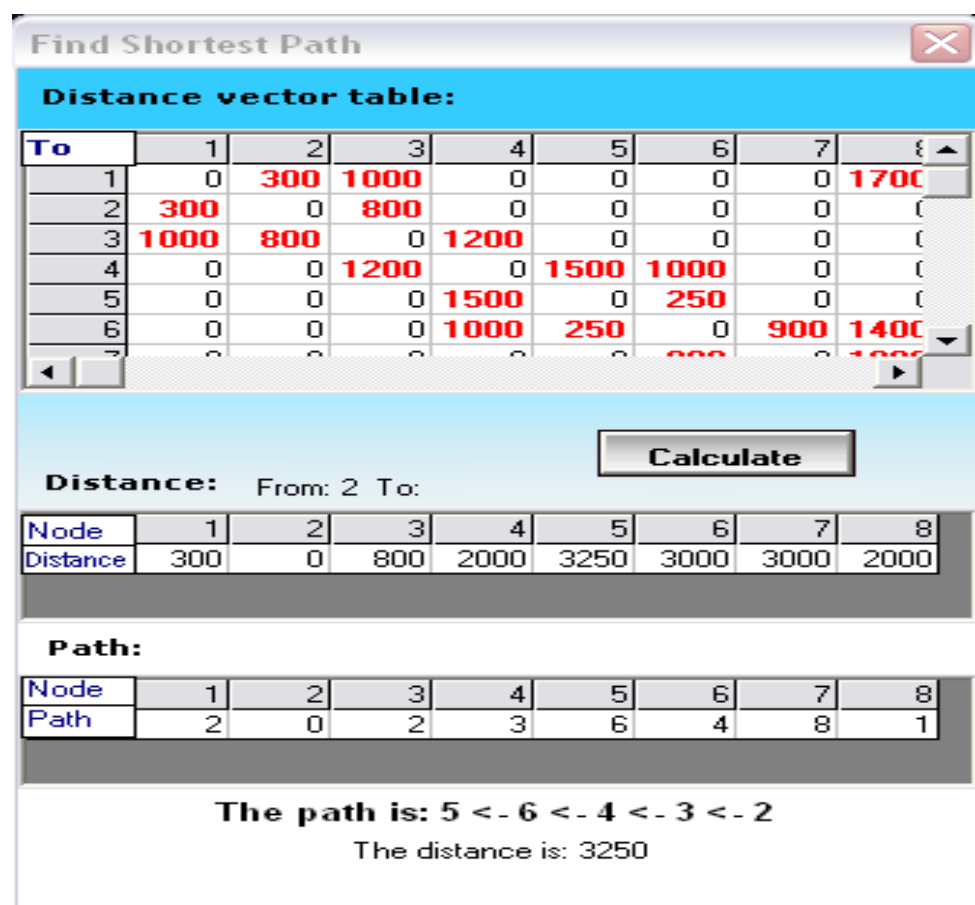 Find Shortest Path
Distance vector table:
To 1 2 3 4 5 6 7
1 0 300 1000 0 0 0 0 1700
2 300 0 800 0 0 0 0
3 1000 800 0 1200 0 0 0
4 0 0 1200 0 1500 1000 0
5 0 0 0 1500 0 250 0
6 0 0 0 1000 250 0 900 1400
Calculate
Distance: From: 2 To:
Node 1 2 3 4 5 6 7 8
Distance 300 0 800 2000 3250 3000 3000 2000
Path:
Node 1 2 3 4 5 6 7 8
Path 2 0 2 3 6 4 8 1
The path is: 5 <- 6 <- 4 <- 3 <- 2
The distance is: 3250